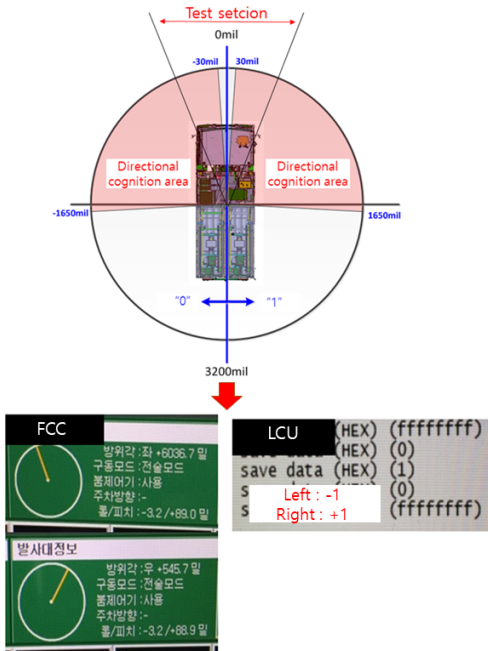 Test setcion
0mil
-30mil
30mil
Directional
cognition area
Directional
cognition area
-1650mil
1650mil
"0"
"1"
3200mil
FCC
방위각 :좌 +6036.7 밀
구동모드 :전술모드
붐제어기 :사용
주차방향 :-
롤/피치 :-3.2 /+89.0 밀
발사대정보
방위각 :우 +545.7 밀
구동모드 :전술모드
붐제어기 :사용
주차방향 :-
롤/피치 :-3.2 /+88.9 밀
LCU
(HEX) (ffffffff)
(HEX) (0)
save data (HEX) (1)
(HEX) (0)
(ffffffff)
Left : -1
Right : +1